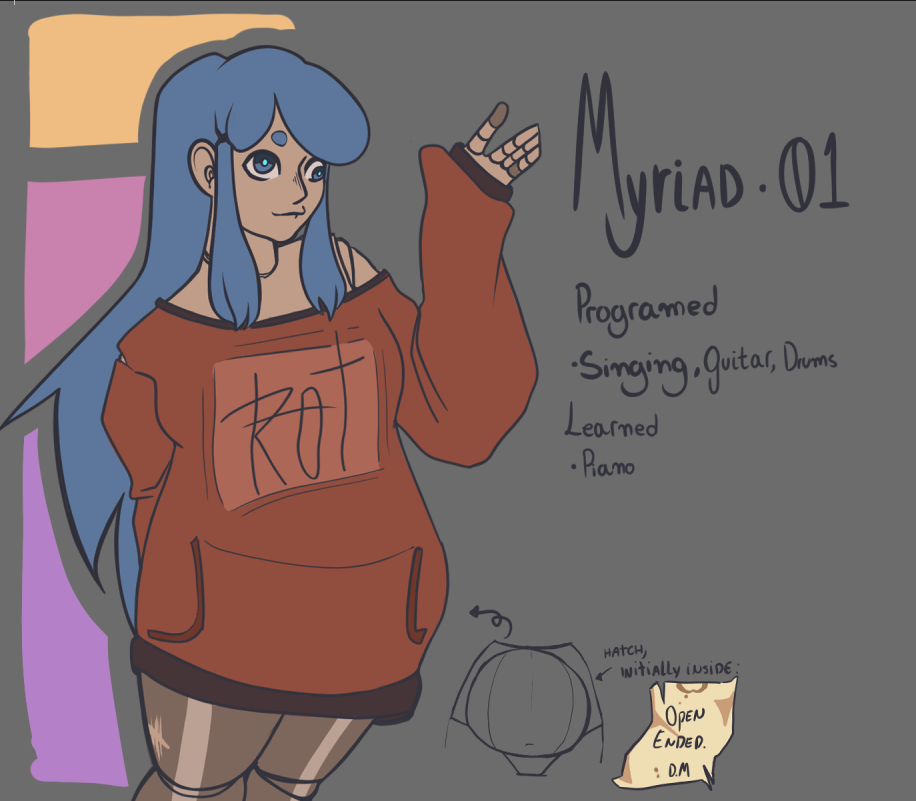 MyriAD · 01
Programed
· Singing, Guitar, Drums
Learned
· Piano
ROT
HATCH,
INITIALLY INSIDE:
OPEN
ENDED.
: D.M